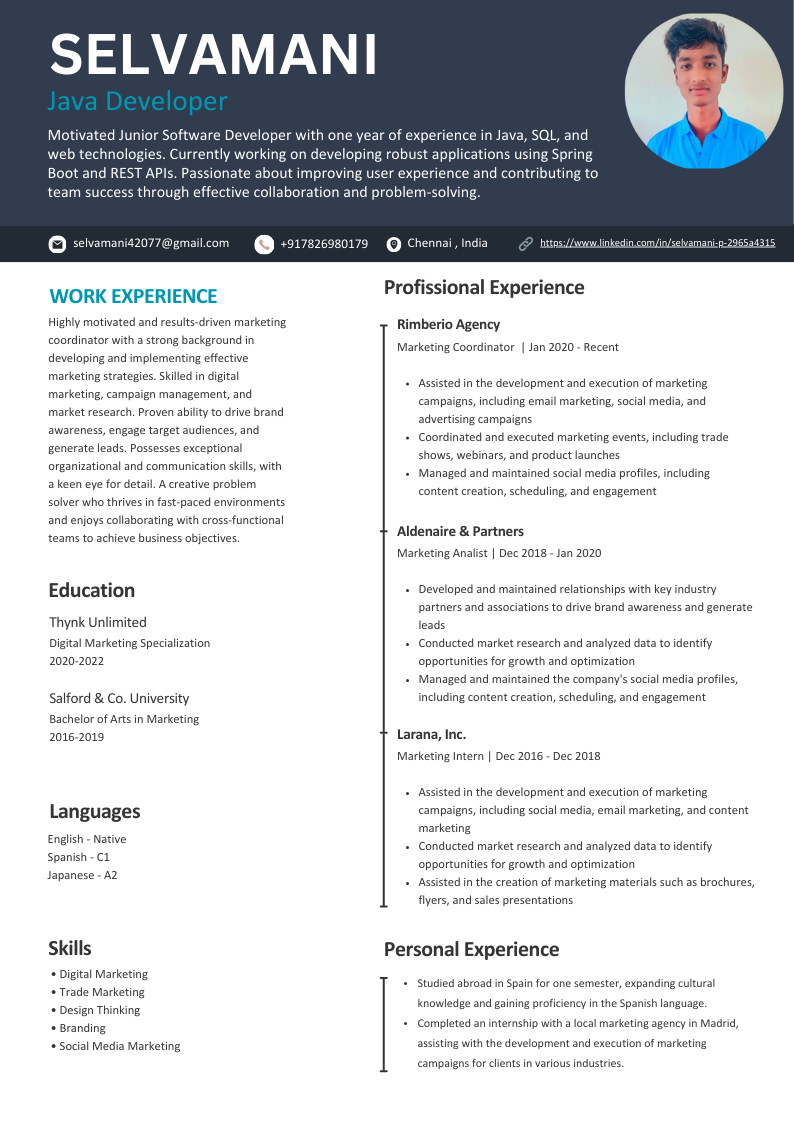 SELVAMANI
Java Developer
Motivated Junior Software Developer with one year of experience in Java, SQL, and
web technologies. Currently working on developing robust applications using Spring
Boot and REST APIs. Passionate about improving user experience and contributing to
team success through effective collaboration and problem-solving.
selvamani42077@gmail.com
+917826980179
Chennai , India
https://www.linkedin.com/in/selvamani-p-2965a4315
WORK EXPERIENCE
Highly motivated and results-driven marketing
coordinator with a strong background in
developing and implementing effective
marketing strategies. Skilled in digital
marketing, campaign management, and
market research. Proven ability to drive brand
awareness, engage target audiences, and
generate leads. Possesses exceptional
organizational and communication skills, with
a keen eye for detail. A creative problem
solver who thrives in fast-paced environments
and enjoys collaborating with cross-functional
teams to achieve business objectives.
Education
Thynk Unlimited
Digital Marketing Specialization
2020-2022
Salford & Co. University
Bachelor of Arts in Marketing
2016-2019
Languages
English - Native
Spanish - C1
Japanese - A2
Skills
• Digital Marketing
• Trade Marketing
• Design Thinking
• Branding
• Social Media Marketing
Profissional Experience
Rimberio Agency
Marketing Coordinator | Jan 2020 - Recent
• Assisted in the development and execution of marketing
campaigns, including email marketing, social media, and
advertising campaigns
• Coordinated and executed marketing events, including trade
shows, webinars, and product launches
• Managed and maintained social media profiles, including
content creation, scheduling, and engagement
Aldenaire & Partners
Marketing Analist | Dec 2018 - Jan 2020
• Developed and maintained relationships with key industry
partners and associations to drive brand awareness and generate
leads
• Conducted market research and analyzed data to identify
opportunities for growth and optimization
• Managed and maintained the company's social media profiles,
including content creation, scheduling, and engagement
Larana, Inc.
Marketing Intern | Dec 2016 - Dec 2018
• Assisted in the development and execution of marketing
campaigns, including social media, email marketing, and content
marketing
• Conducted market research and analyzed data to identify
opportunities for growth and optimization
• Assisted in the creation of marketing materials such as brochures,
flyers, and sales presentations
Personal Experience
• Studied abroad in Spain for one semester, expanding cultural
knowledge and gaining proficiency in the Spanish language.
• Completed an internship with a local marketing agency in Madrid,
assisting with the development and execution of marketing
campaigns for clients in various industries.